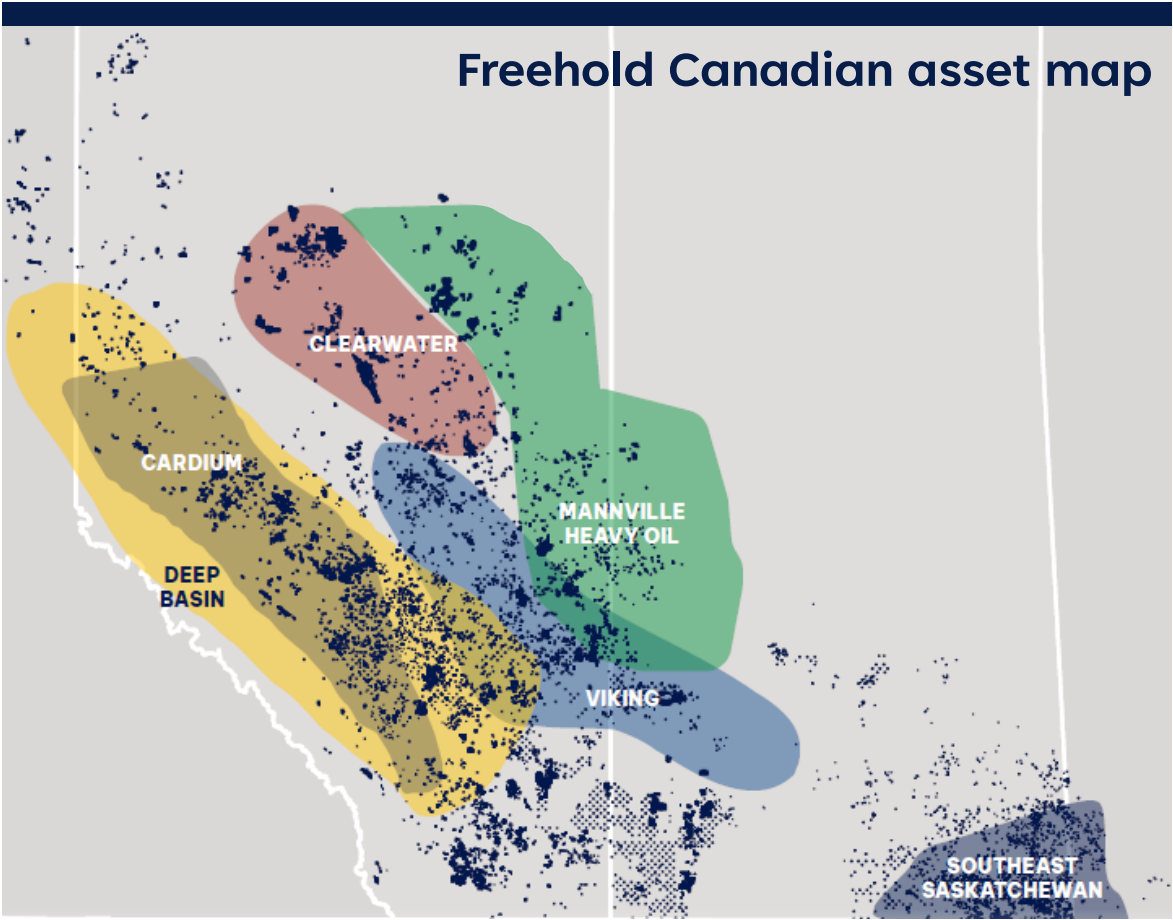 Freehold Canadian asset map
CLEARWATER
CARDIUM
MANNVILLE
HEAVY OIL
DEEP
BASIN
VIKING
SOUTHEAST
SASKATCHEWAN